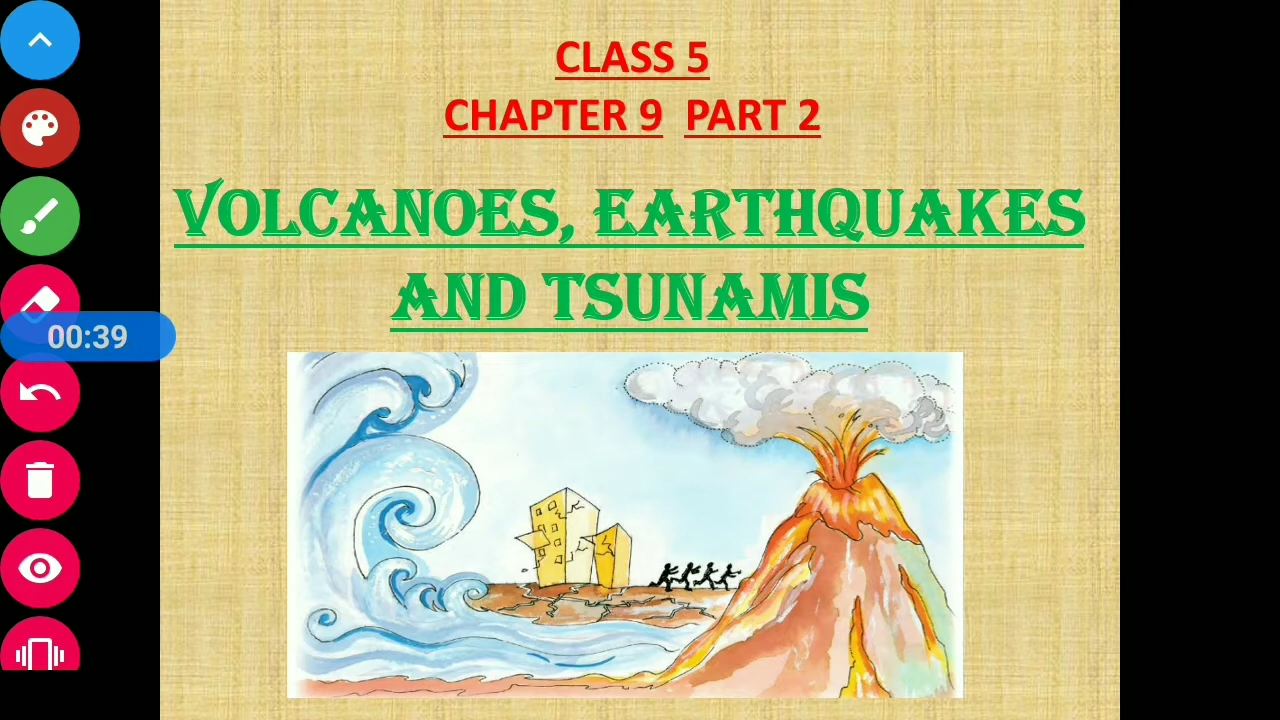 CLASS 5
CHAPTER 9 PART 2
VOLCANOES, EARTHQUAKES
AND TSUNAMIS
00:39